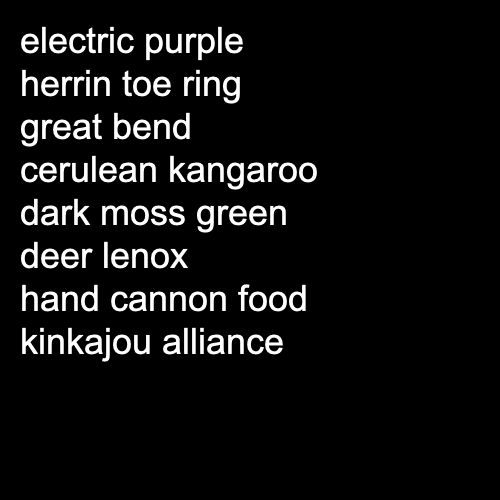 electric purple
herrin toe ring
great bend
cerulean kangaroo
dark moss green
deer lenox
hand cannon food
kinkajou alliance